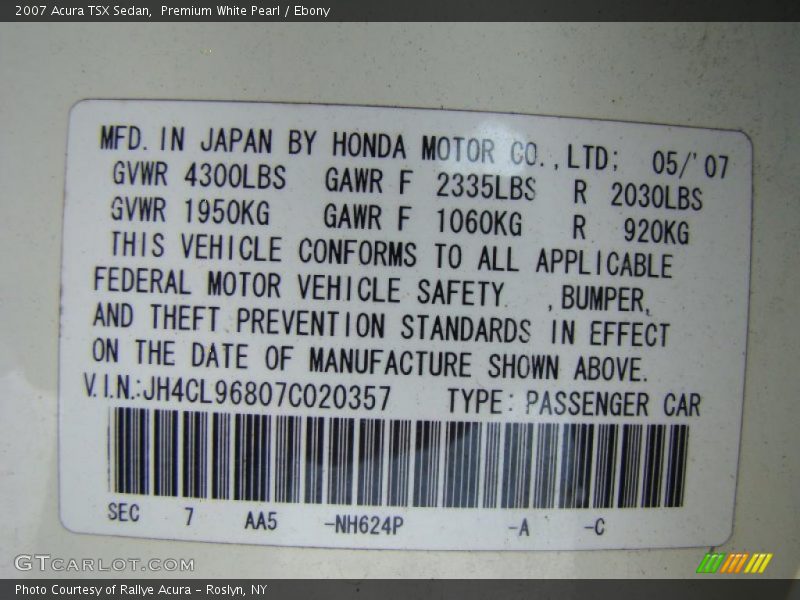 2007 Acura TSX Sedan,  Premium White Pearl / Ebony
MFD. IN JAPAN BY HONDA MOTOR CO., LTD; 05/'07
GVWR 4300LBS GAWR F 2335LBS R 2030LBS
GVWR 1950KG GAWR F 1060KG R 920KG
THIS VEHICLE CONFORMS TO ALL APPLICABLE
FEDERAL MOTOR VEHICLE SAFETY ,BUMPER,
AND THEFT PREVENTION STANDARDS IN EFFECT
ON THE DATE OF MANUFACTURE SHOWN ABOVE.
V.I.N.:JH4CL96807C020357 TYPE: PASSENGER CAR
SEC 7 AA5 -NH624P -A -C
GTCARLOT.COM
Photo Courtesy of Rallye Acura - Roslyn, NY